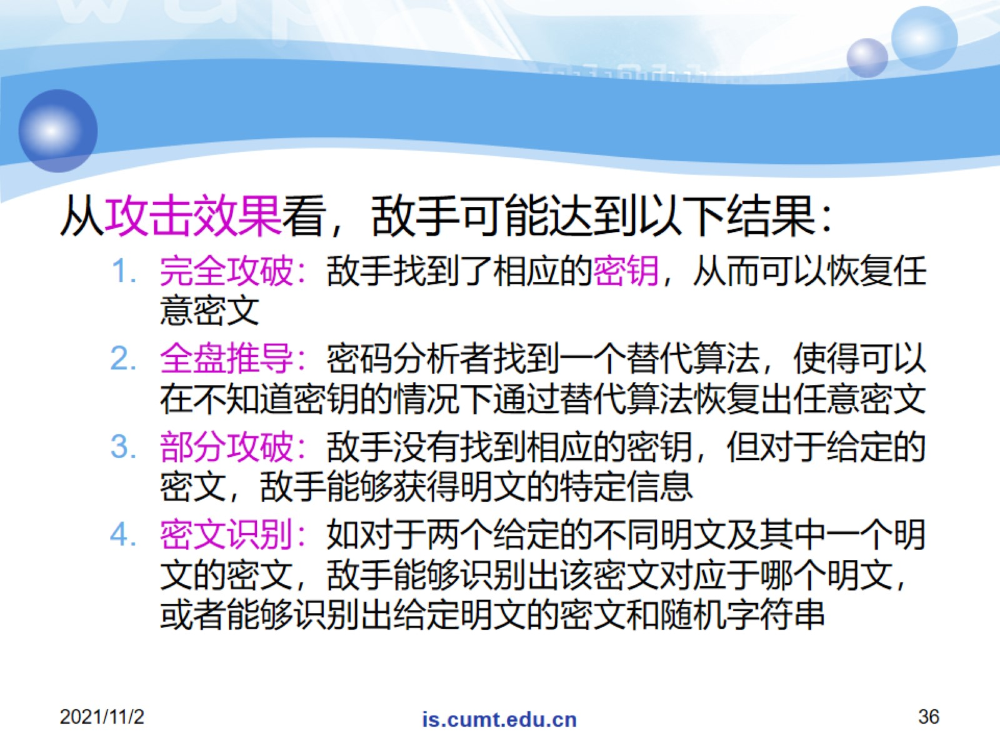 从攻击效果看，敌手可能达到以下结果：
1. 完全攻破：敌手找到了相应的密钥，从而可以恢复任
意密文
2. 全盘推导：密码分析者找到一个替代算法，使得可以
在不知道密钥的情况下通过替代算法恢复出任意密文
3. 部分攻破：敌手没有找到相应的密钥，但对于给定的
密文，敌手能够获得明文的特定信息
4. 密文识别：如对于两个给定的不同明文及其中一个明
文的密文，敌手能够识别出该密文对应于哪个明文，
或者能够识别出给定明文的密文和随机字符串
2021/11/2
is.cumt.edu.cn
36